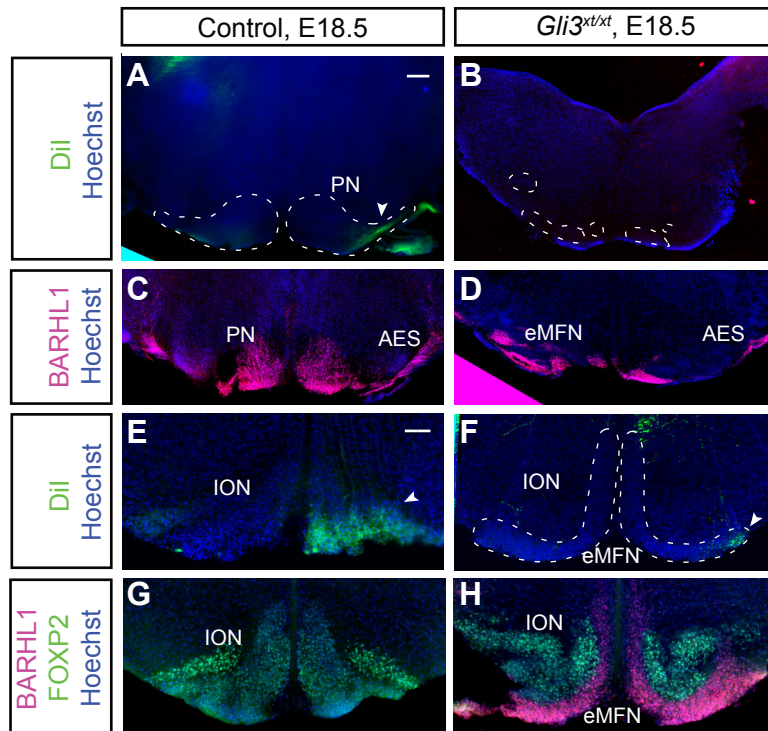 Control, E18.5
Gli3xt/xt, E18.5
DiI
Hoechst
A
PN
B
BARHL1
Hoechst
C
PN
AES
D
eMFN
AES
DiI
Hoechst
E
ION
F
ION
eMFN
BARHL1
FOXP2
Hoechst
G
ION
H
ION
eMFN